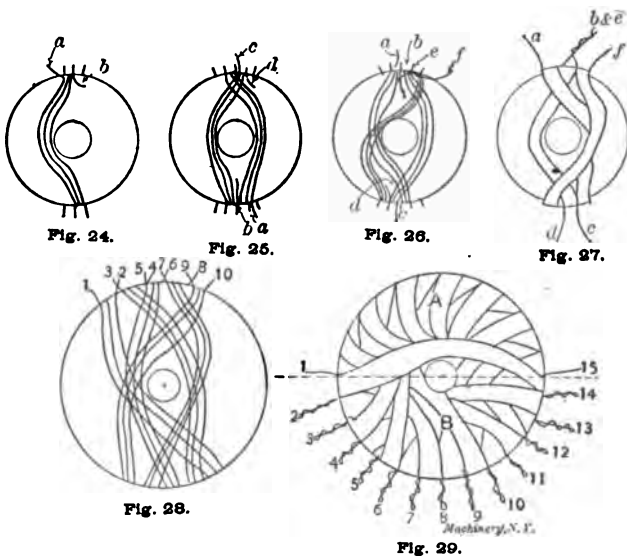 a b c d a b e f a b & e f
b a d c d c
Fig. 24. Fig. 25. Fig. 26. Fig. 27.
1 3 2 5 4 7 6 9 8 10
A
1 15
2 14
3 B 13
4 12
5 11
6 7 8 9 10
Machinery, N. Y.
Fig. 28. Fig. 29.